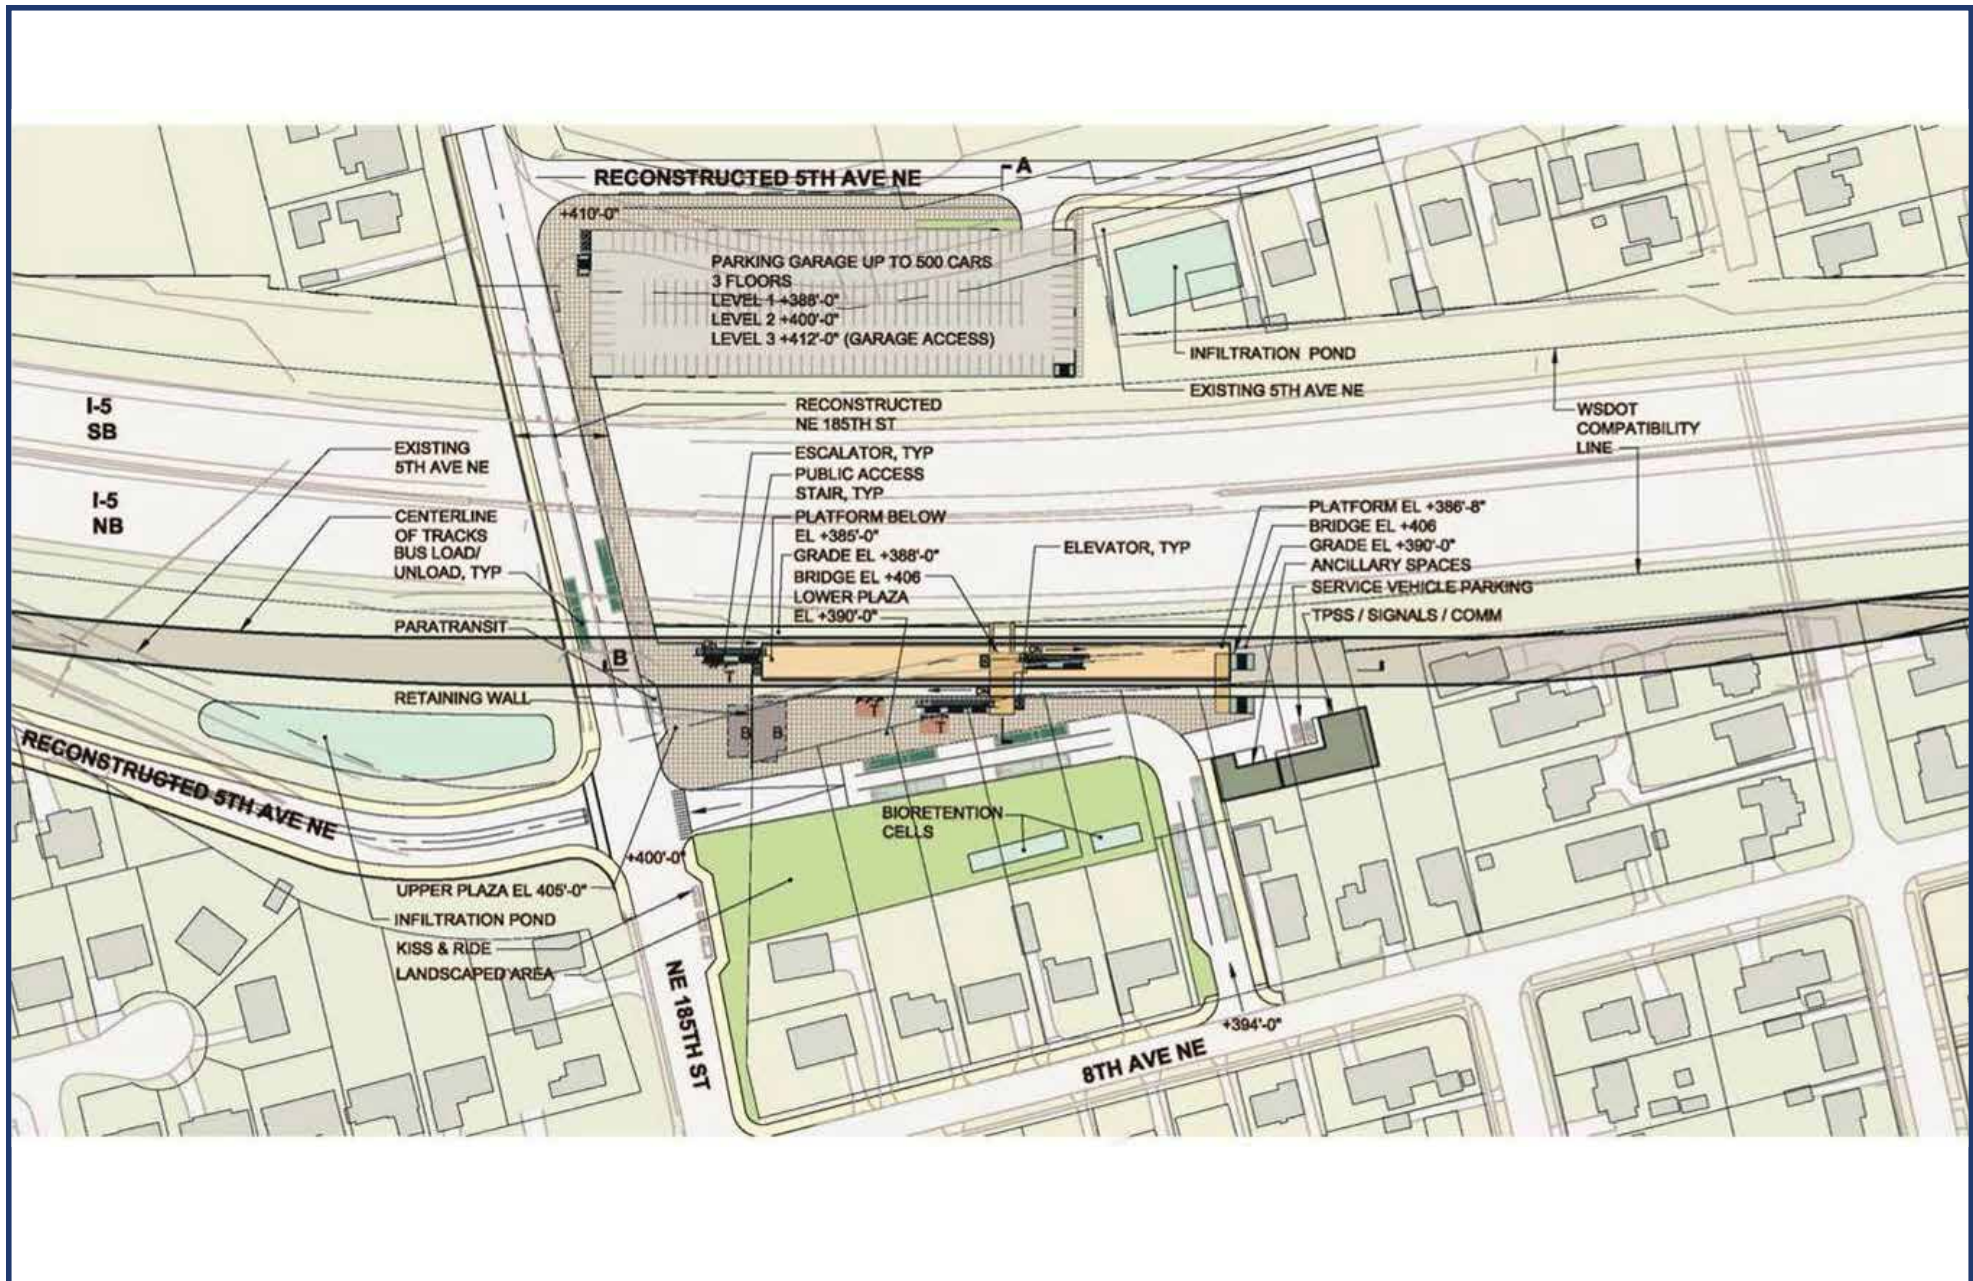 RECONSTRUCTED 5TH AVE NE
A
+410'-0"
PARKING GARAGE UP TO 500 CARS
3 FLOORS
LEVEL 1 +388'-0"
LEVEL 2 +400'-0"
LEVEL 3 +412'-0" (GARAGE ACCESS)
INFILTRATION POND
EXISTING 5TH AVE NE
WSDOT
COMPATIBILITY
LINE
I-5
SB
I-5
NB
RECONSTRUCTED
NE 185TH ST
EXISTING
5TH AVE NE
ESCALATOR, TYP
PUBLIC ACCESS
STAIR, TYP
CENTERLINE
OF TRACKS
BUS LOAD/
UNLOAD, TYP
PLATFORM BELOW
EL +385'-0"
GRADE EL +388'-0"
BRIDGE EL +406
LOWER PLAZA
EL +390'-0"
ELEVATOR, TYP
PLATFORM EL +386'-8"
BRIDGE EL +406
GRADE EL +390'-0"
ANCILLARY SPACES
SERVICE VEHICLE PARKING
TPSS / SIGNALS / COMM
PARATRANSIT
B
T
B
RETAINING WALL
T
T
B
B
RECONSTRUCTED 5TH AVE NE
BIORETENTION
CELLS
+400'-0"
UPPER PLAZA EL 405'-0"
INFILTRATION POND
KISS & RIDE
LANDSCAPED AREA
NE 185TH ST
+394'-0"
8TH AVE NE